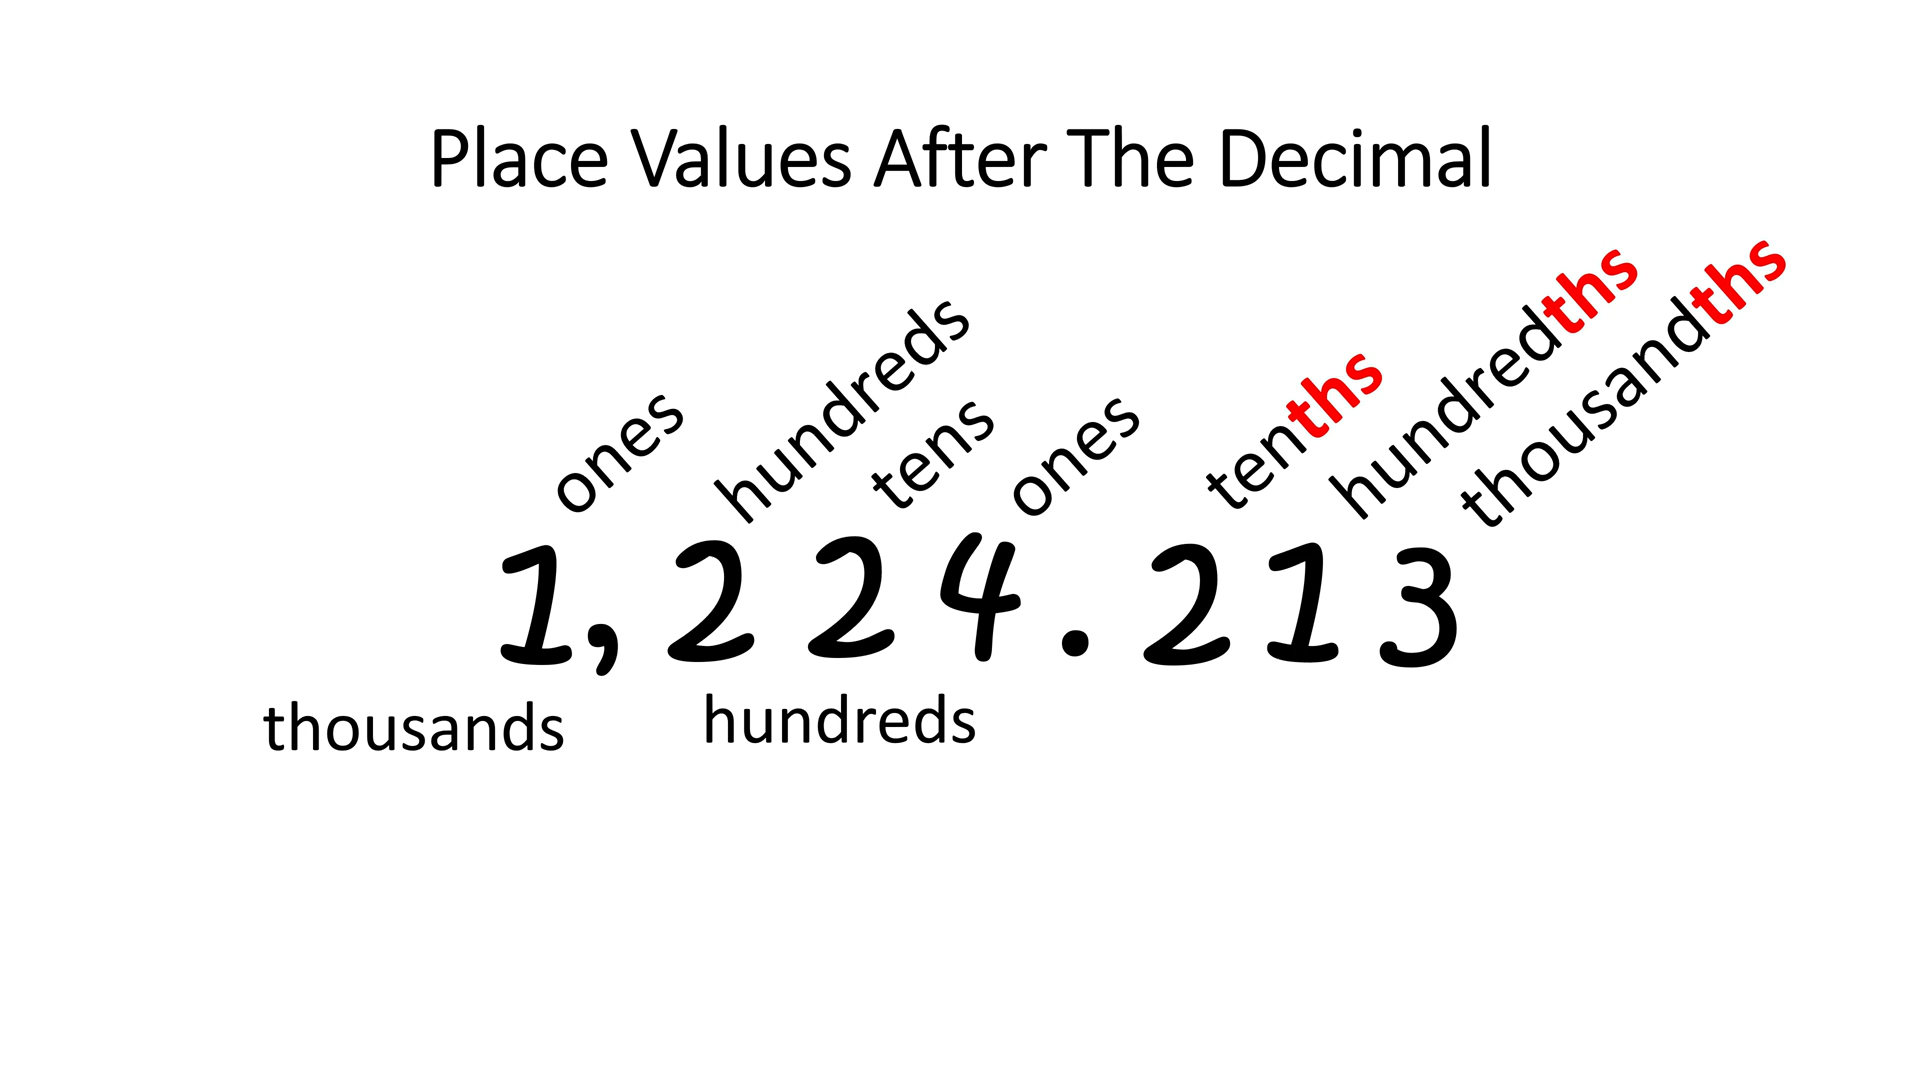 Place Values After The Decimal
ones hundreds tens ones tenths hundredths thousandths
1,224.213
thousands hundreds